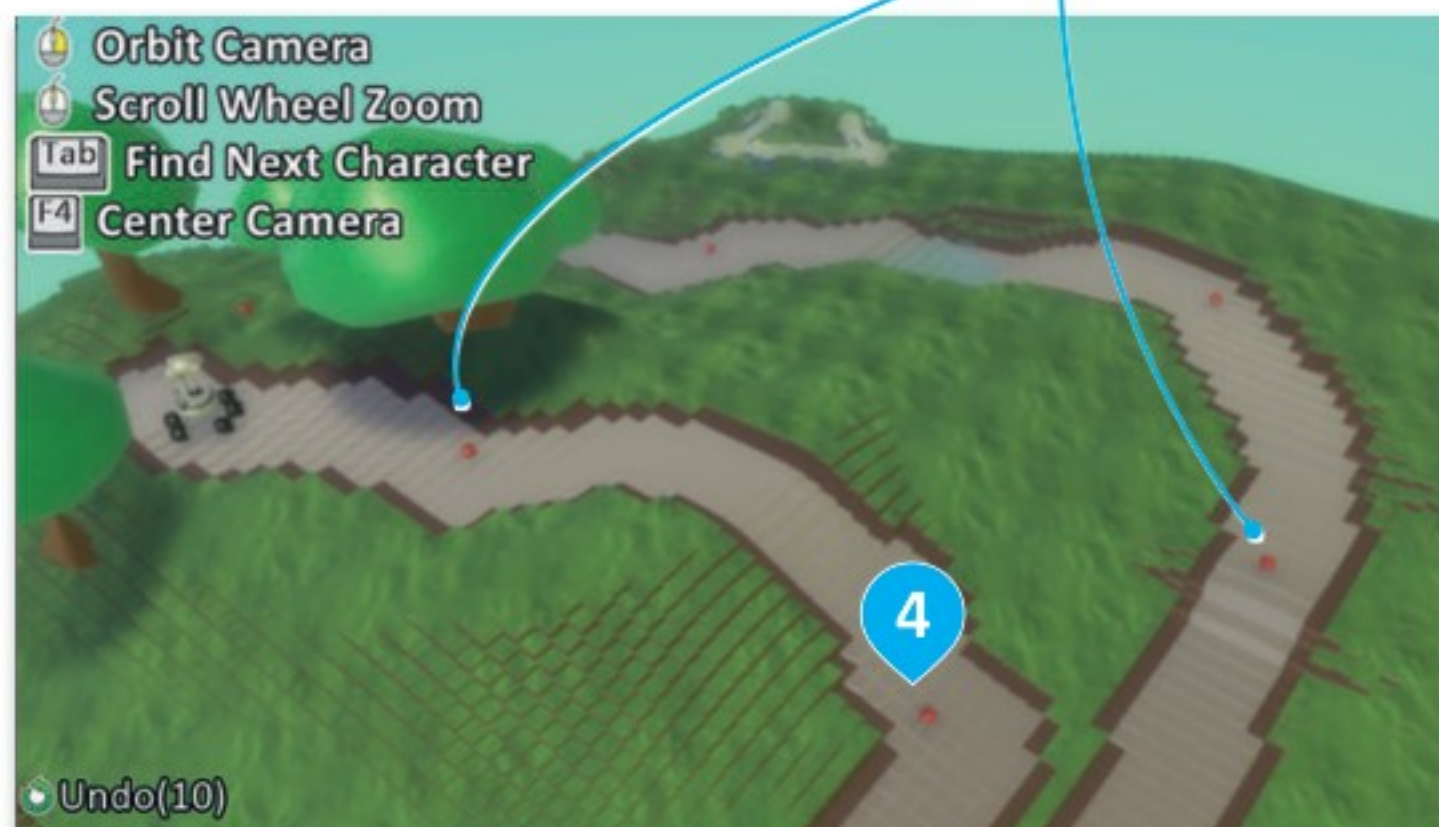 Orbit Camera
Scroll Wheel Zoom
Tab Find Next Character
F4 Center Camera
4
Undo(10)